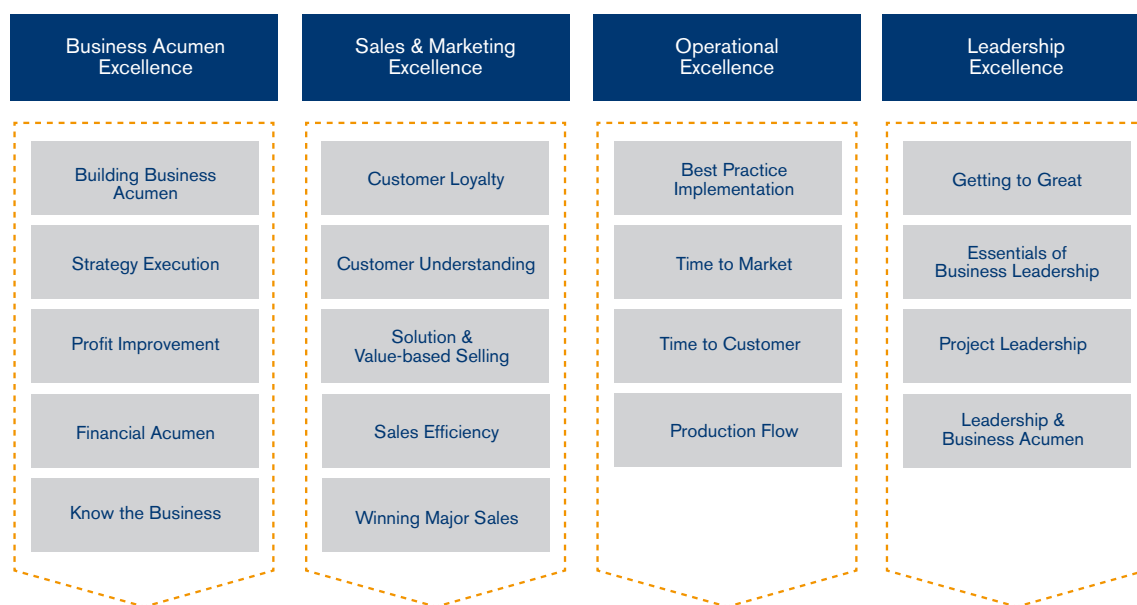 Business Acumen
Excellence
Building Business
Acumen
Strategy Execution
Profit Improvement
Financial Acumen
Know the Business
Sales & Marketing
Excellence
Customer Loyalty
Customer Understanding
Solution &
Value-based Selling
Sales Efficiency
Winning Major Sales
Operational
Excellence
Best Practice
Implementation
Time to Market
Time to Customer
Production Flow
Leadership
Excellence
Getting to Great
Essentials of
Business Leadership
Project Leadership
Leadership &
Business Acumen